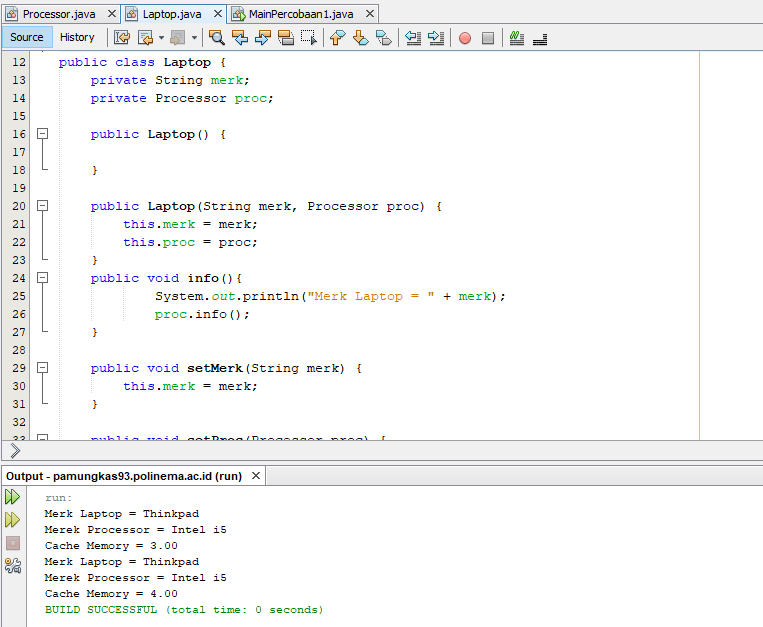 Processor.java
Laptop.java
MainPercobaan1.java
Source History
12 public class Laptop {
13 private String merk;
14 private Processor proc;
15
16 public Laptop() {
17
18 }
19
20 public Laptop(String merk, Processor proc) {
21 this.merk = merk;
22 this.proc = proc;
23 }
24 public void info(){
25 System.out.println("Merk Laptop = " + merk);
26 proc.info();
27 }
28
29 public void setMerk(String merk) {
30 this.merk = merk;
31 }
32
33 public void setProc(Processor proc) {
Output - pamungkas93.polinema.ac.id (run)
run:
Merk Laptop = Thinkpad
Merek Processor = Intel i5
Cache Memory = 3.00
Merk Laptop = Thinkpad
Merek Processor = Intel i5
Cache Memory = 4.00
BUILD SUCCESSFUL (total time: 0 seconds)